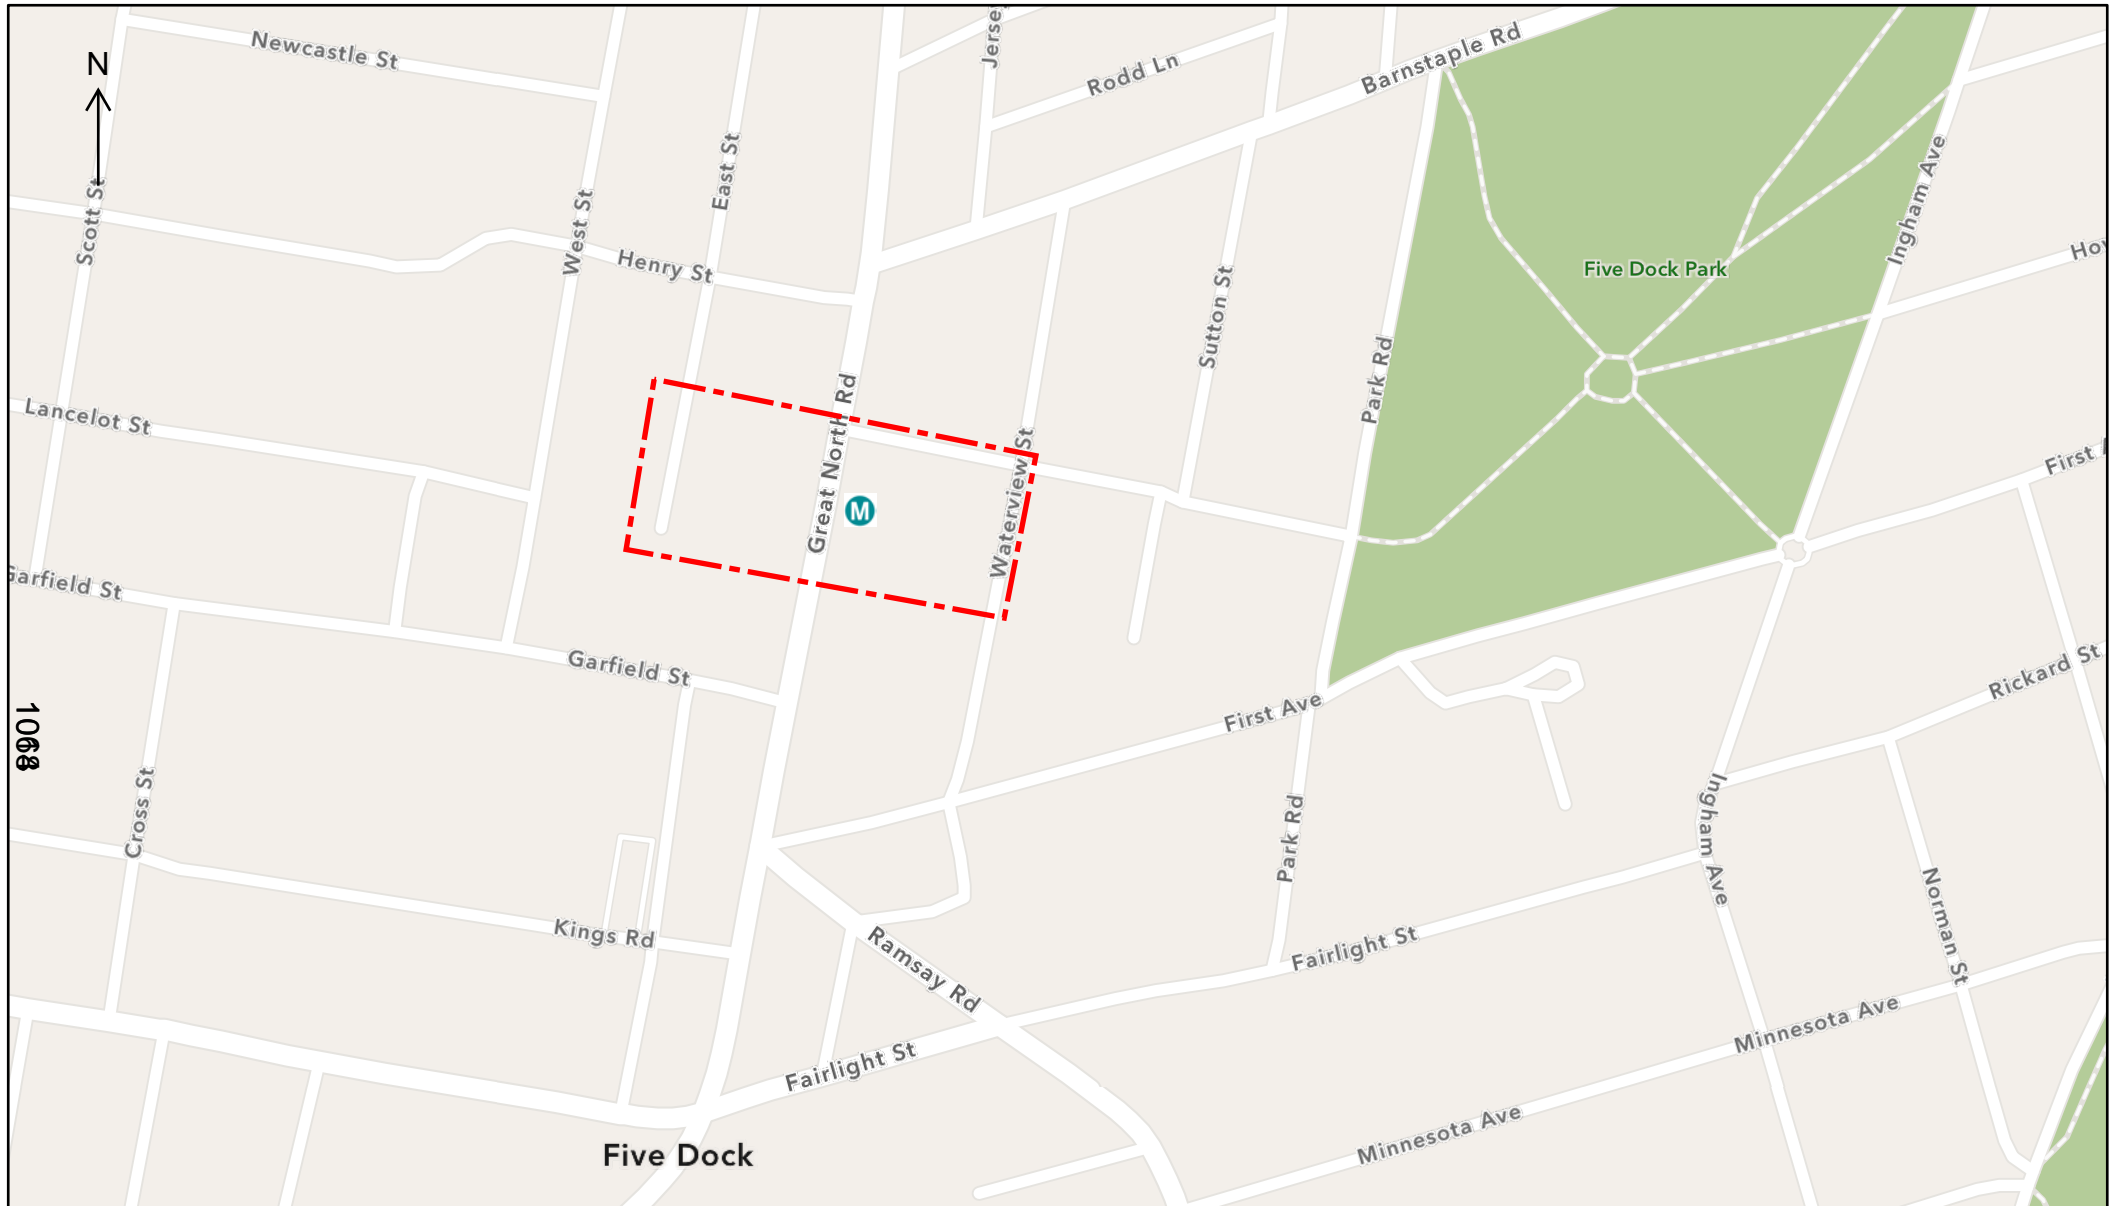 Newcastle St
Jersey
Rodd Ln
Barnstaple Rd
N
East St
Scott St
West St
Henry St
Ingham Ave
Five Dock Park
Sutton St
Park Rd
Great North Rd
Lancelot St
Waterview St
First
M
Garfield St
Garfield St
First Ave
Rickard St
Cross St
Park Rd
Ingham Ave
Norman St
Kings Rd
Ramsay Rd
Fairlight St
Fairlight St
Minnesota Ave
Minnesota Ave
Five Dock